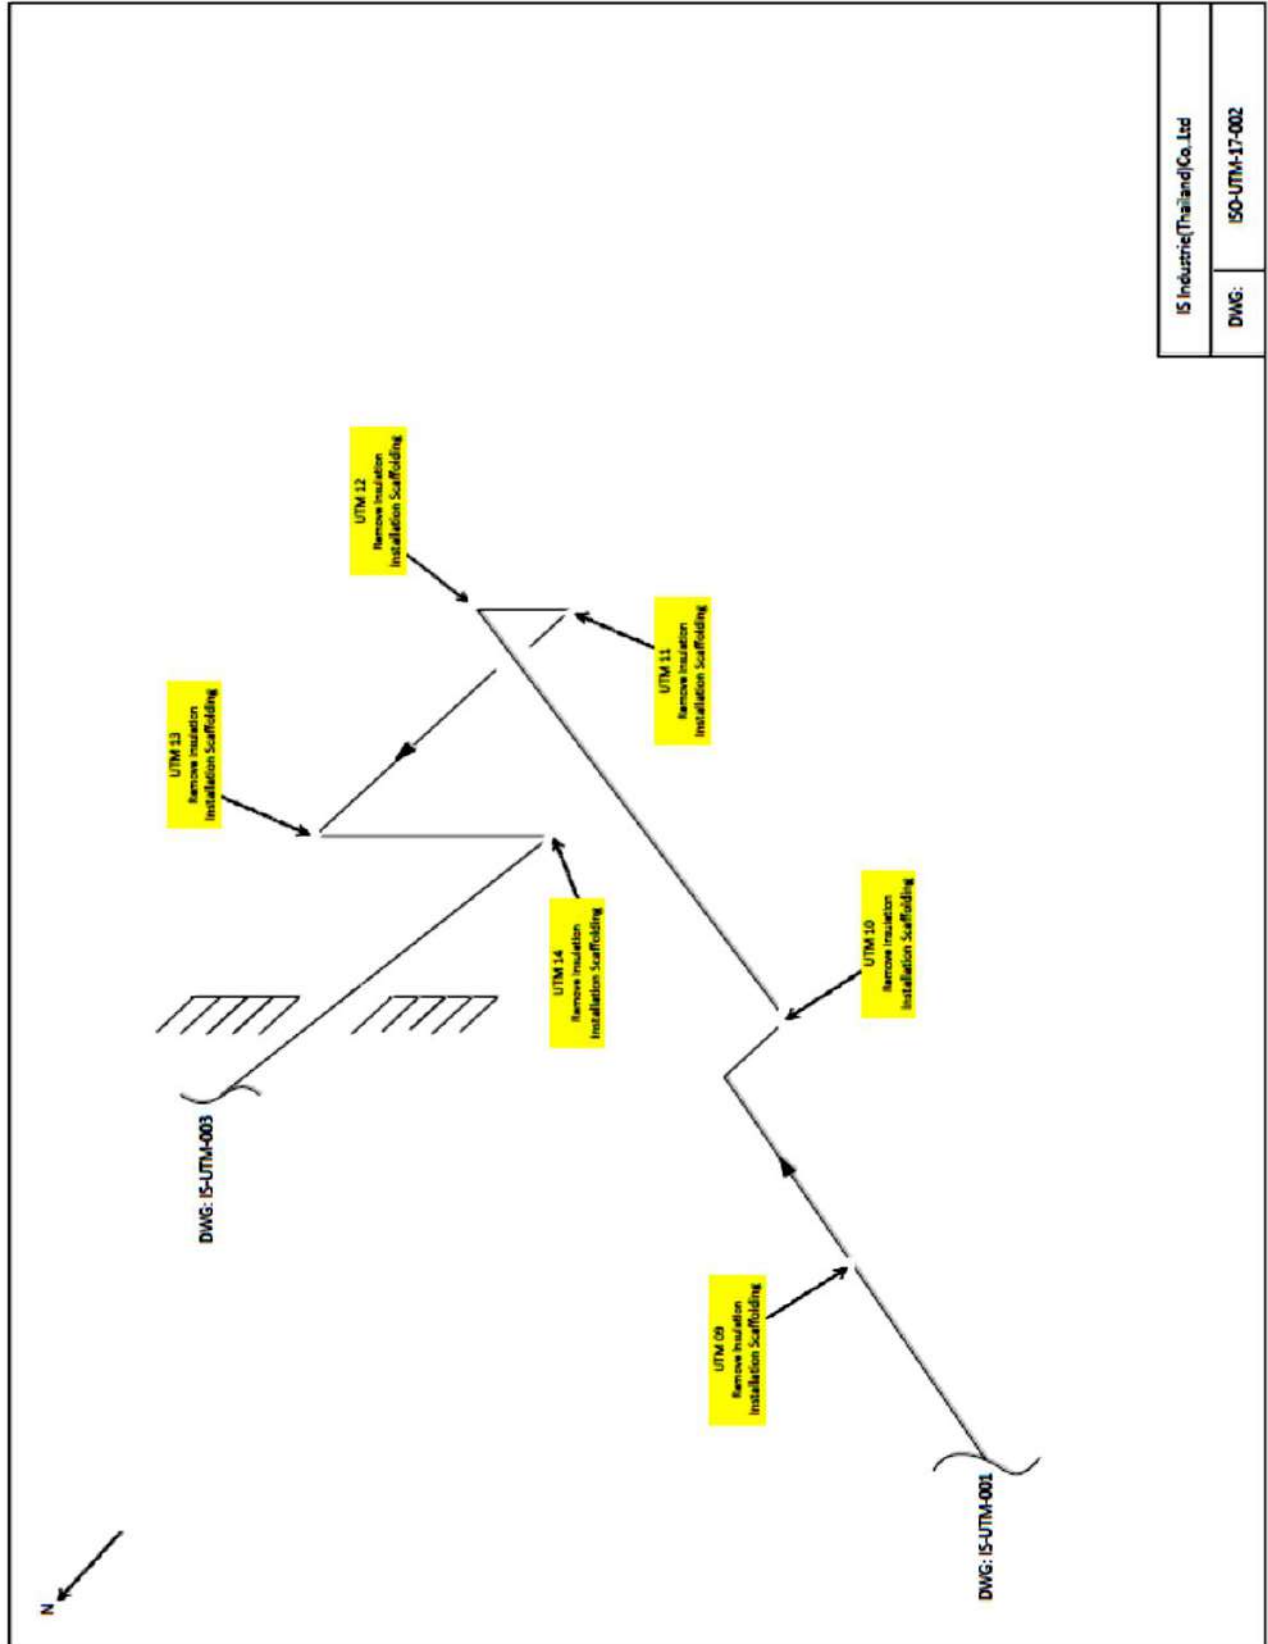 N
DWG: IS-UTM-003
UTM 13
Remove Insulation
Installation Scaffolding
UTM 12
Remove Insulation
Installation Scaffolding
UTM 14
Remove Insulation
Installation Scaffolding
UTM 11
Remove Insulation
Installation Scaffolding
UTM 09
Remove Insulation
Installation Scaffolding
UTM 10
Remove Insulation
Installation Scaffolding
DWG: IS-UTM-001
IS Industrie(Thailand)Co,.Ltd
DWG: ISO-UTM-17-002